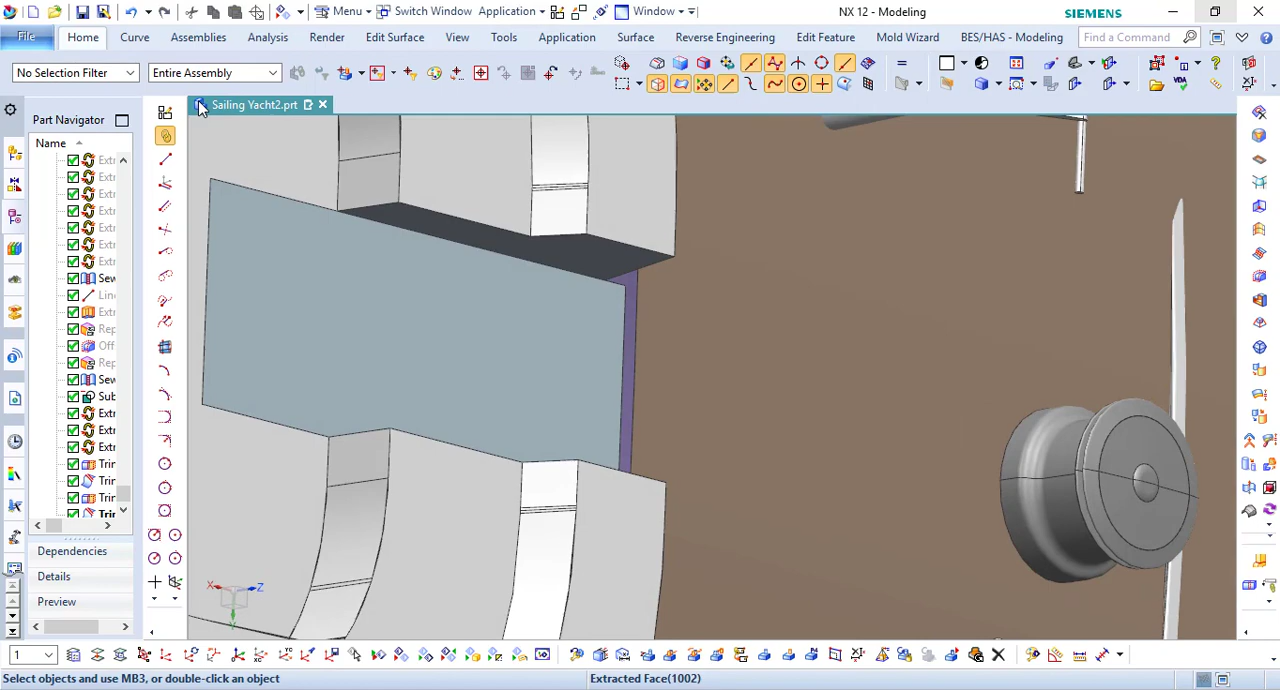 Menu
Switch Window
Application
Window
NX 12 - Modeling
SIEMENS
File
Home
Curve
Assemblies
Analysis
Render
Edit Surface
View
Tools
Application
Surface
Reverse Engineering
Edit Feature
Mold Wizard
BES/HAS - Modeling
Find a Command
No Selection Filter
Entire Assembly
Sailing Yacht2.prt
Part Navigator
Name
Extr
Extr
Extr
Extr
Extr
Extr
Extr
Sew
Line
Extr
Rep
Off
Rep
Sew
Sub
Extr
Extr
Extr
Trin
Trin
Trin
Trin
Dependencies
Details
Preview
X
Z
Y
1
Select objects and use MB3, or double-click an object
Extracted Face(1002)